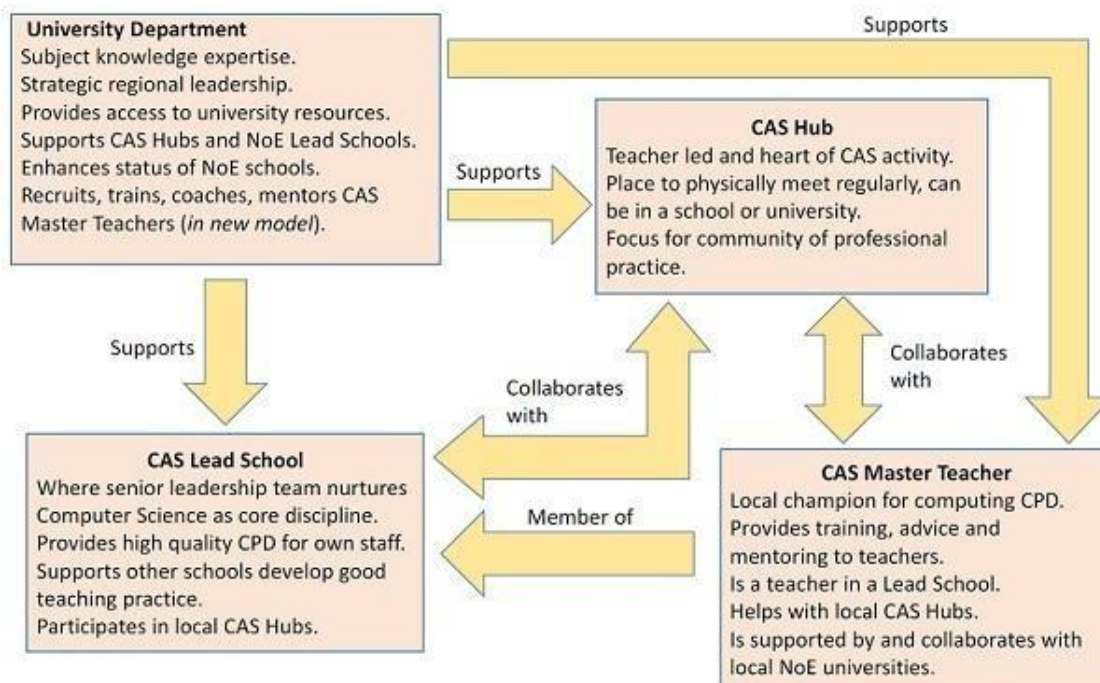 University Department
Subject knowledge expertise.
Strategic regional leadership.
Provides access to university resources.
Supports CAS Hubs and NoE Lead Schools.
Enhances status of NoE schools.
Recruits, trains, coaches, mentors CAS
Master Teachers (in new model).
Supports
Supports
CAS Hub
Teacher led and heart of CAS activity.
Place to physically meet regularly, can
be in a school or university.
Focus for community of professional
practice.
Supports
Collaborates
with
Collaborates
with
CAS Lead School
Where senior leadership team nurtures
Computer Science as core discipline.
Provides high quality CPD for own staff.
Supports other schools develop good
teaching practice.
Participates in local CAS Hubs.
Member of
CAS Master Teacher
Local champion for computing CPD.
Provides training, advice and
mentoring to teachers.
Is a teacher in a Lead School.
Helps with local CAS Hubs.
Is supported by and collaborates with
local NoE universities.